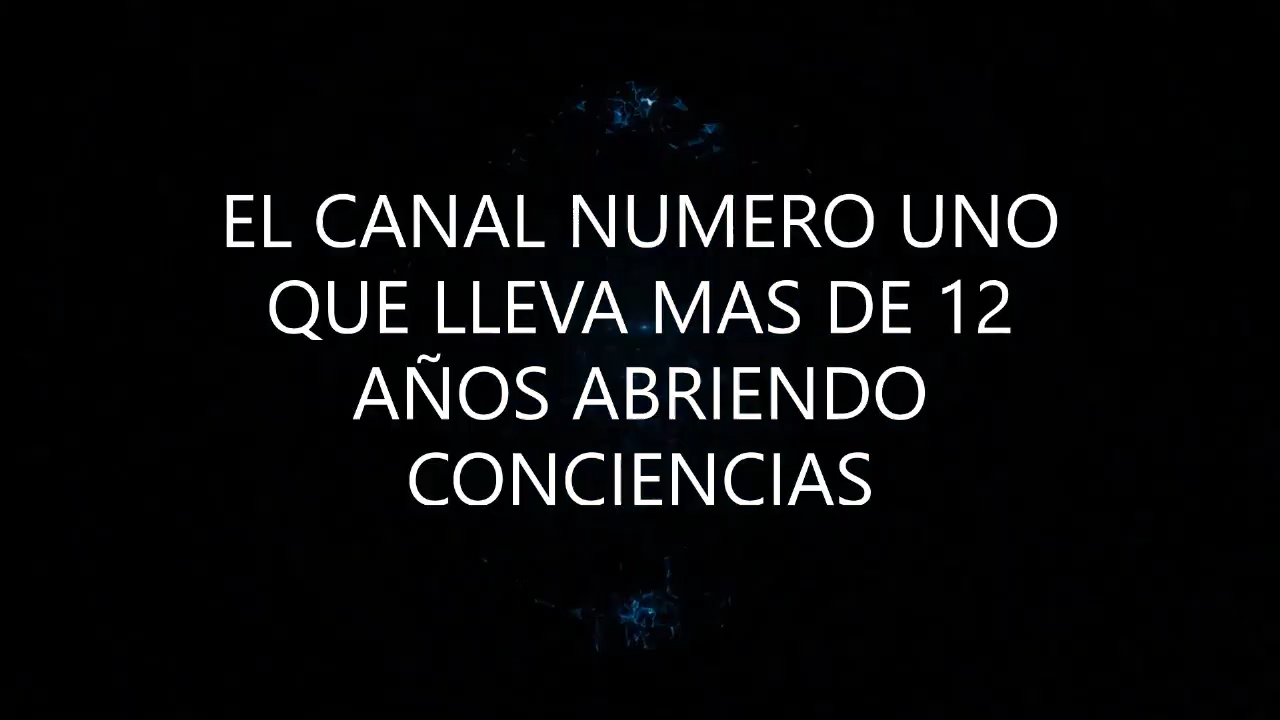 EL CANAL NUMERO UNO
QUE LLEVA MAS DE 12
AÑOS ABRIENDO
CONCIENCIAS